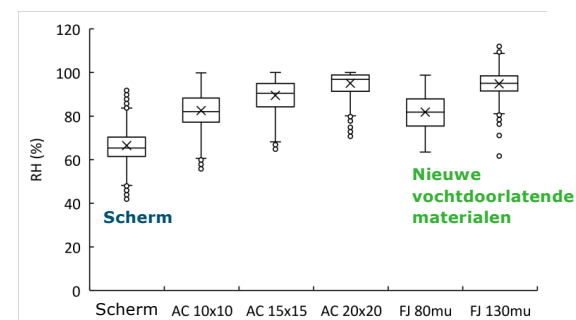 120
100
80
60
40
20
0
RH (%)
Scherm
Nieuwe
vochtdoorlatende
materialen
Scherm AC 10x10 AC 15x15 AC 20x20 FJ 80mu FJ 130mu